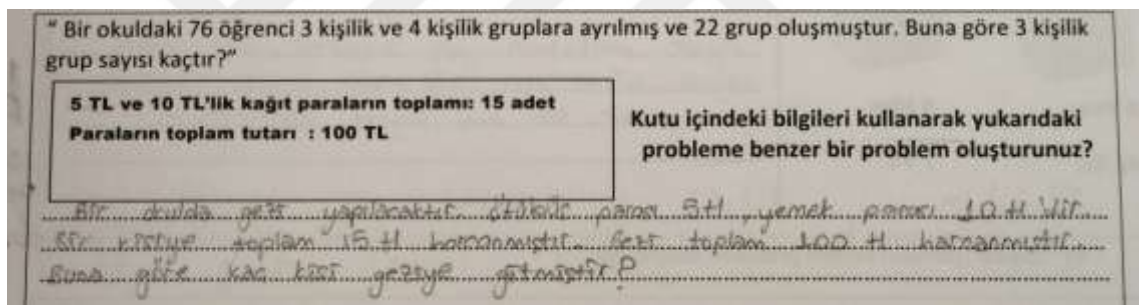 “ Bir okuldaki 76 öğrenci 3 kişilik ve 4 kişilik gruplara ayrılmış ve 22 grup oluşmuştur. Buna göre 3 kişilik
grup sayısı kaçtır?”
5 TL ve 10 TL'lik kağıt paraların toplamı: 15 adet
Paraların toplam tutarı : 100 TL
Kutu içindeki bilgileri kullanarak yukarıdaki
probleme benzer bir problem oluşturunuz?
Bir okulda gezi yapılacaktır. Otobüs parası 5 tl, yemek parası 10 tl 'dir.
Bir kişiye toplam 15 tl harcanmıştır. Gezi toplam 100 tl harcanmıştır.
Buna göre kaç kişi geziye gitmiştir?